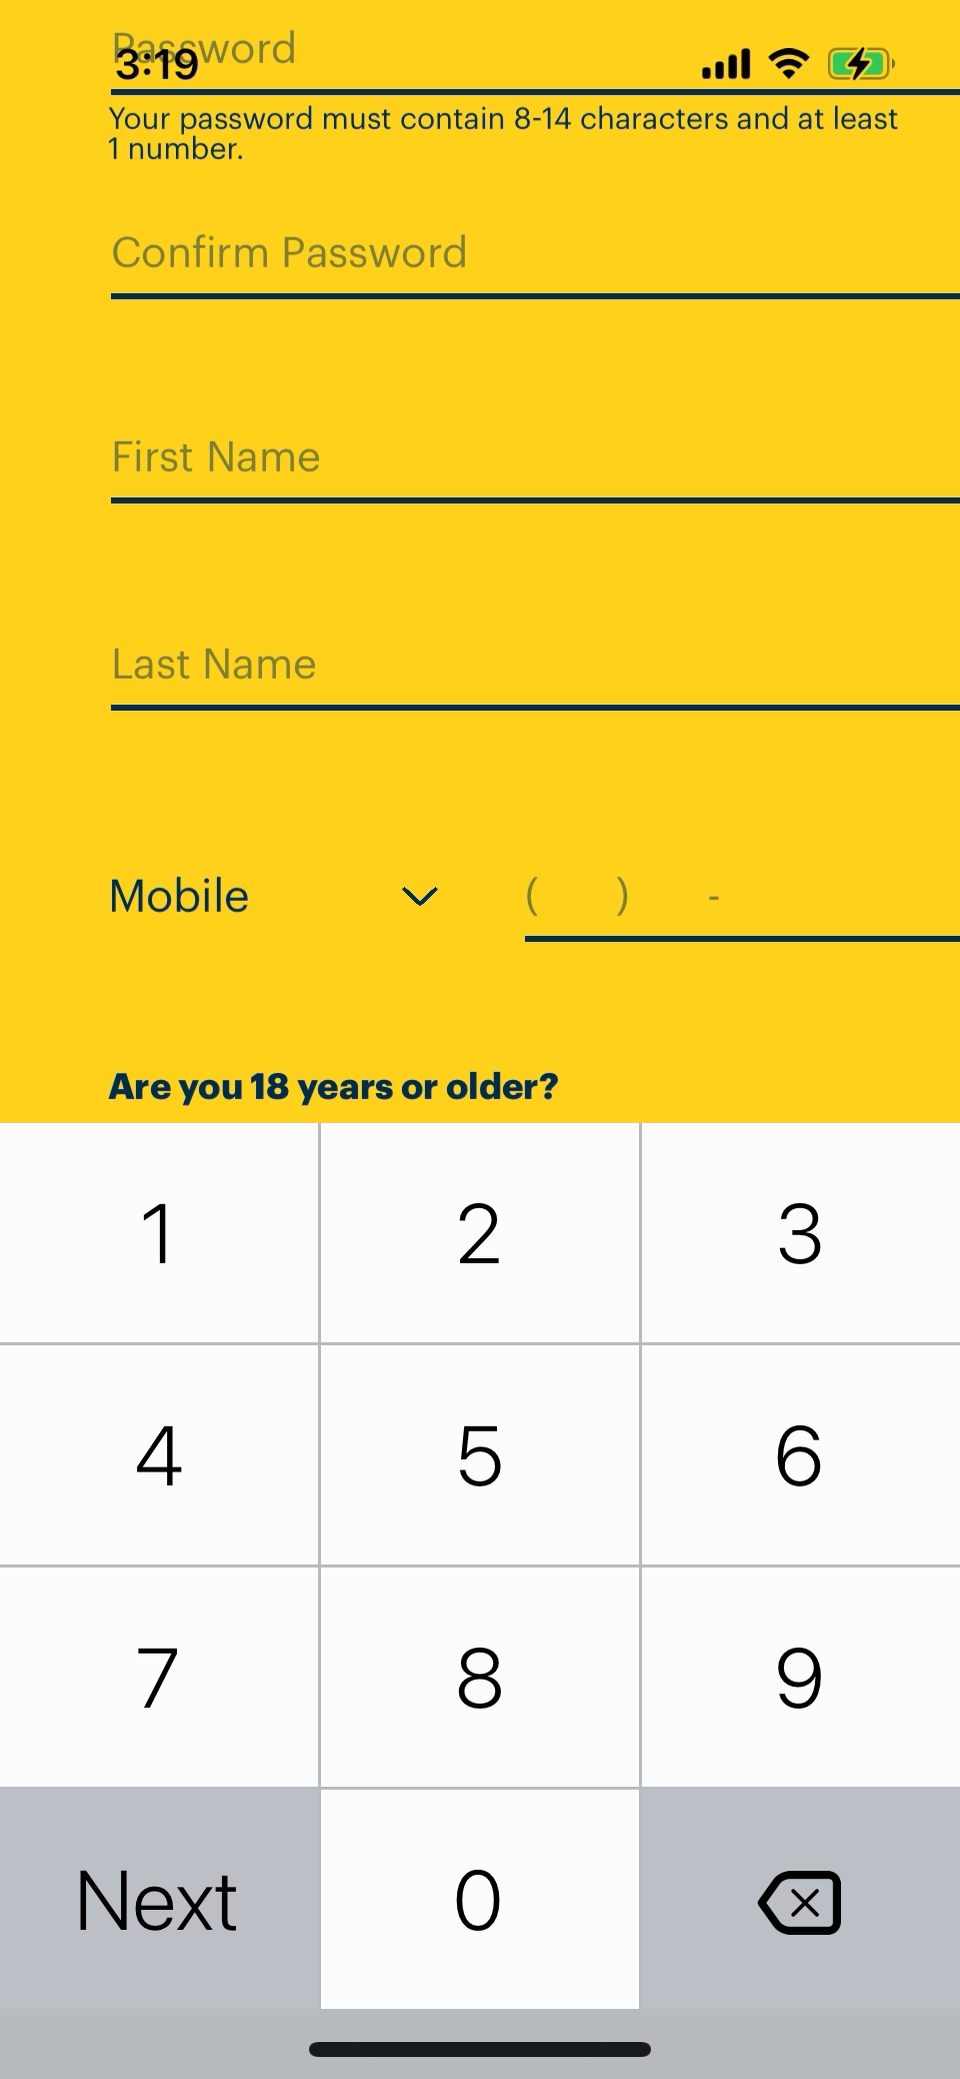 Password
3:19
Your password must contain 8-14 characters and at least
1 number.
Confirm Password
First Name
Last Name
Mobile ( ) -
Are you 18 years or older?
1 2 3
4 5 6
7 8 9
Next 0